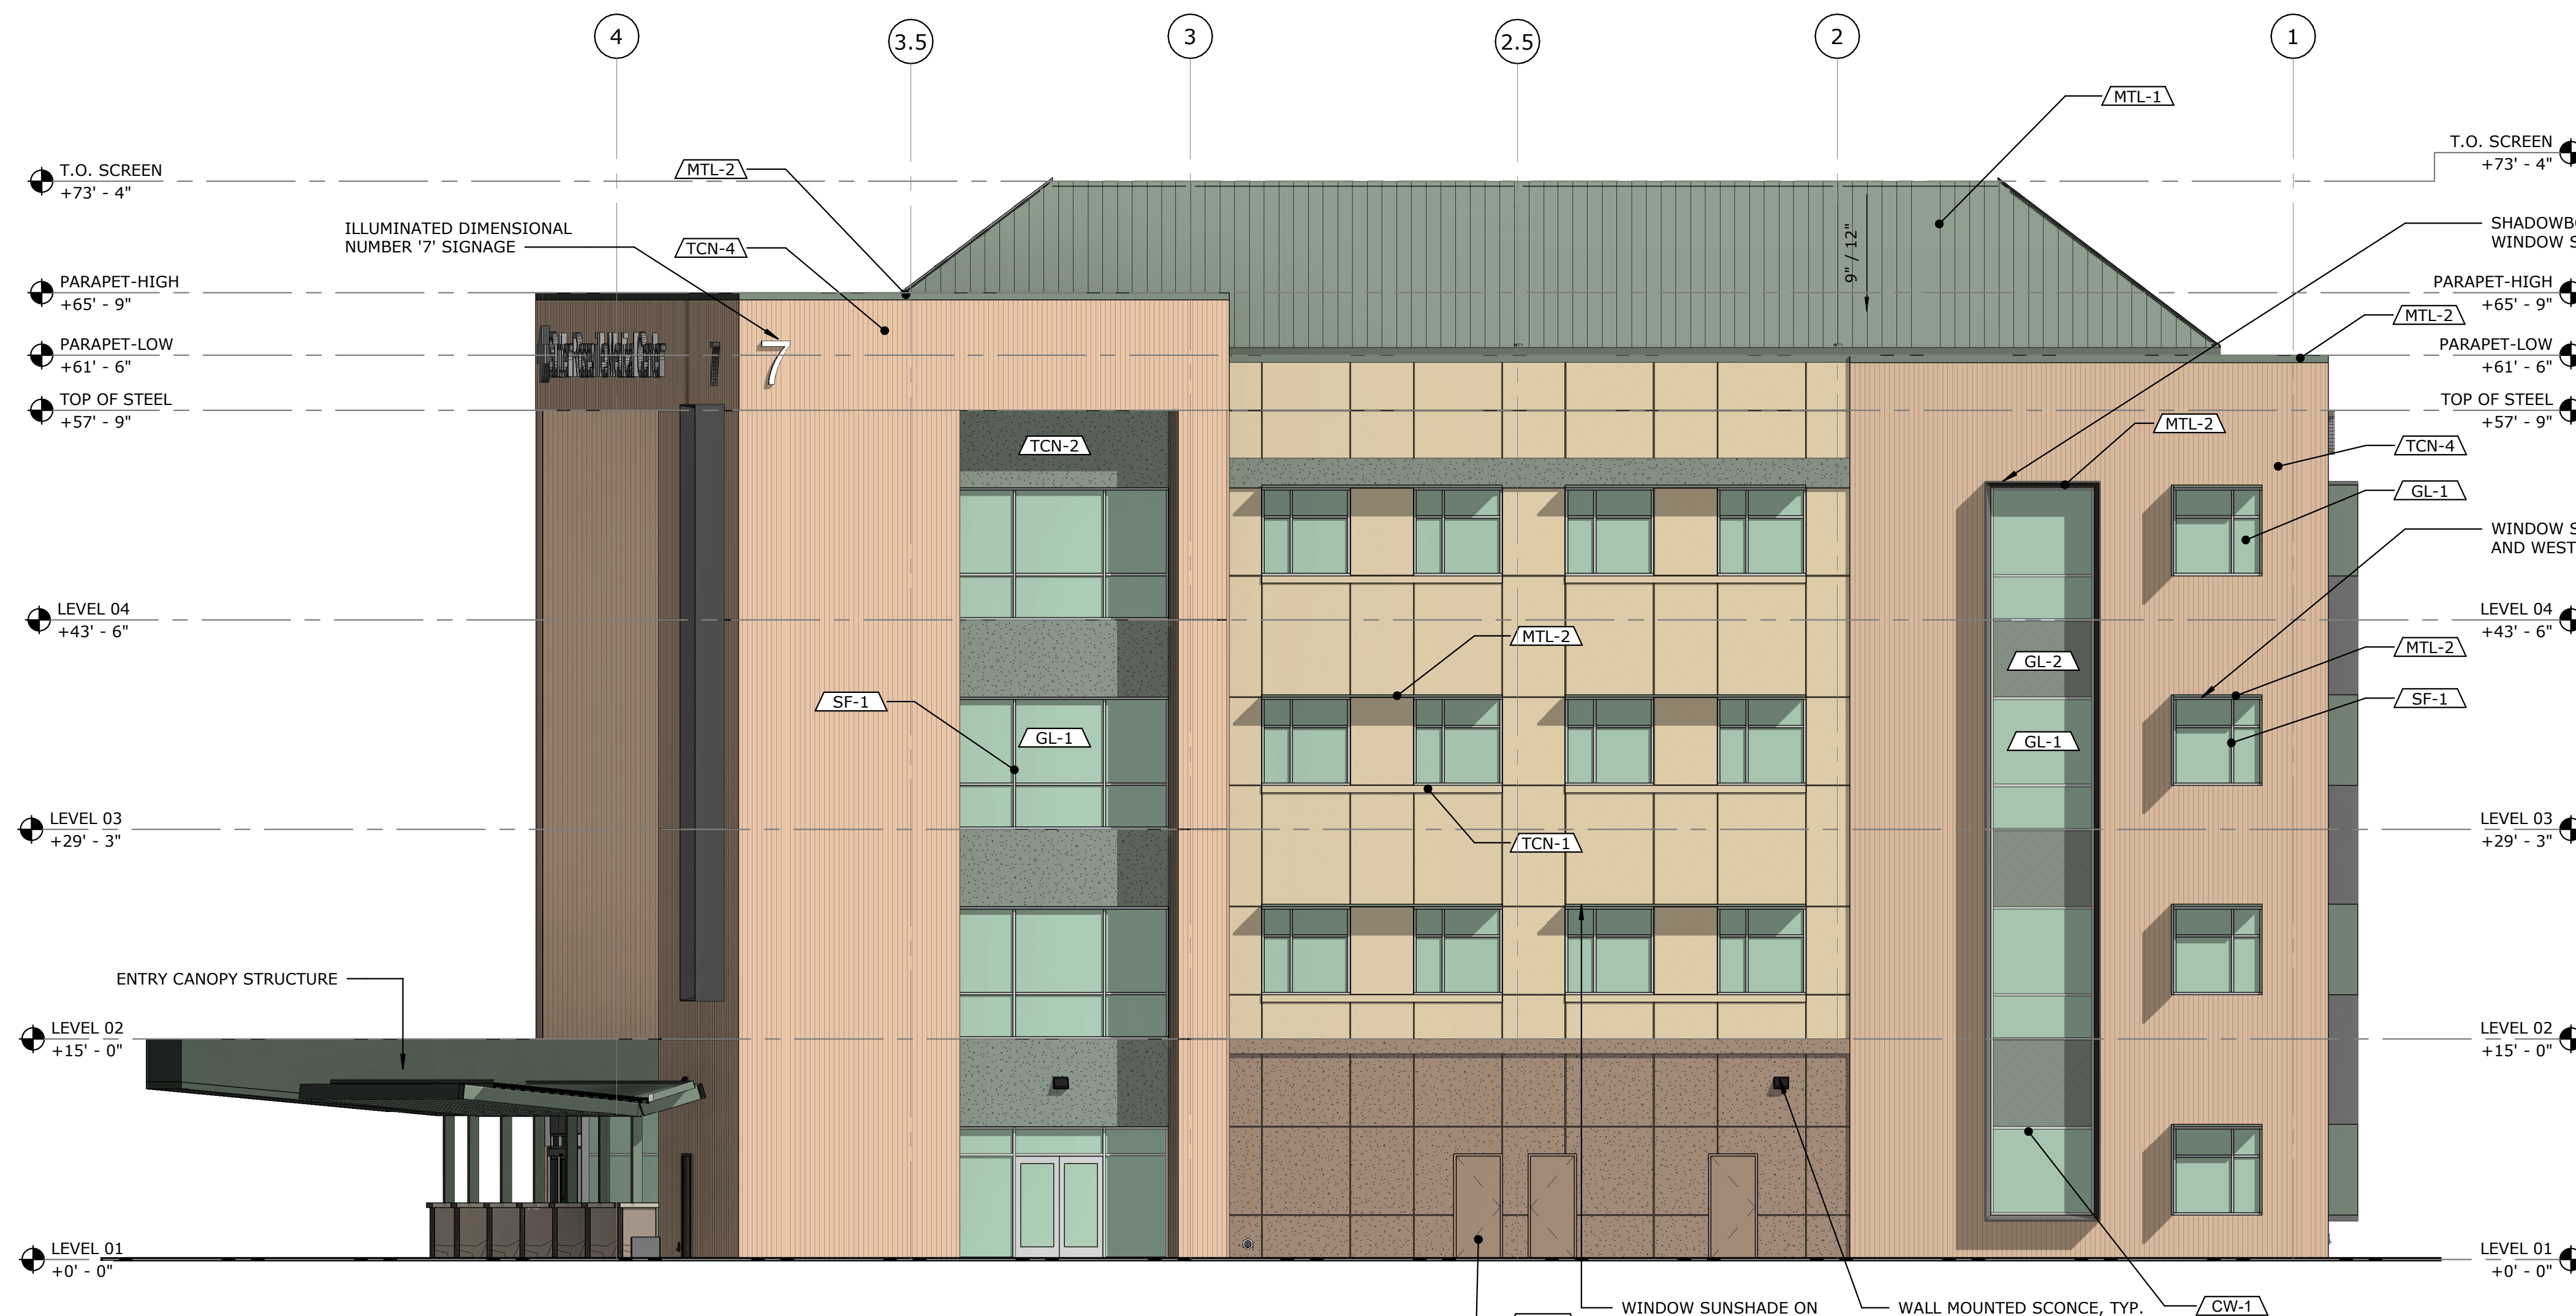 4
3.5
3
2.5
2
1
MTL-1
T.O. SCREEN
+73' - 4"
T.O. SCREEN
+73' - 4"
MTL-2
ILLUMINATED DIMENSIONAL
NUMBER '7' SIGNAGE
TCN-4
9" / 12"
WINDOW
PARAPET-HIGH
+65' - 9"
PARAPET-HIGH
+65' - 9"
MTL-2
PARAPET-LOW
+61' - 6"
7
PARAPET-LOW
+61' - 6"
TOP OF STEEL
+57' - 9"
TOP OF STEEL
+57' - 9"
MTL-2
TCN-2
TCN-4
GL-1
WINDOW
AND WEST
LEVEL 04
+43' - 6"
LEVEL 04
+43' - 6"
MTL-2
MTL-2
GL-2
SF-1
SF-1
GL-1
GL-1
LEVEL 03
+29' - 3"
LEVEL 03
+29' - 3"
TCN-1
ENTRY CANOPY STRUCTURE
LEVEL 02
+15' - 0"
LEVEL 02
+15' - 0"
LEVEL 01
+0' - 0"
LEVEL 01
+0' - 0"
WINDOW SUNSHADE ON
WALL MOUNTED SCONCE, TYP.
CW-1